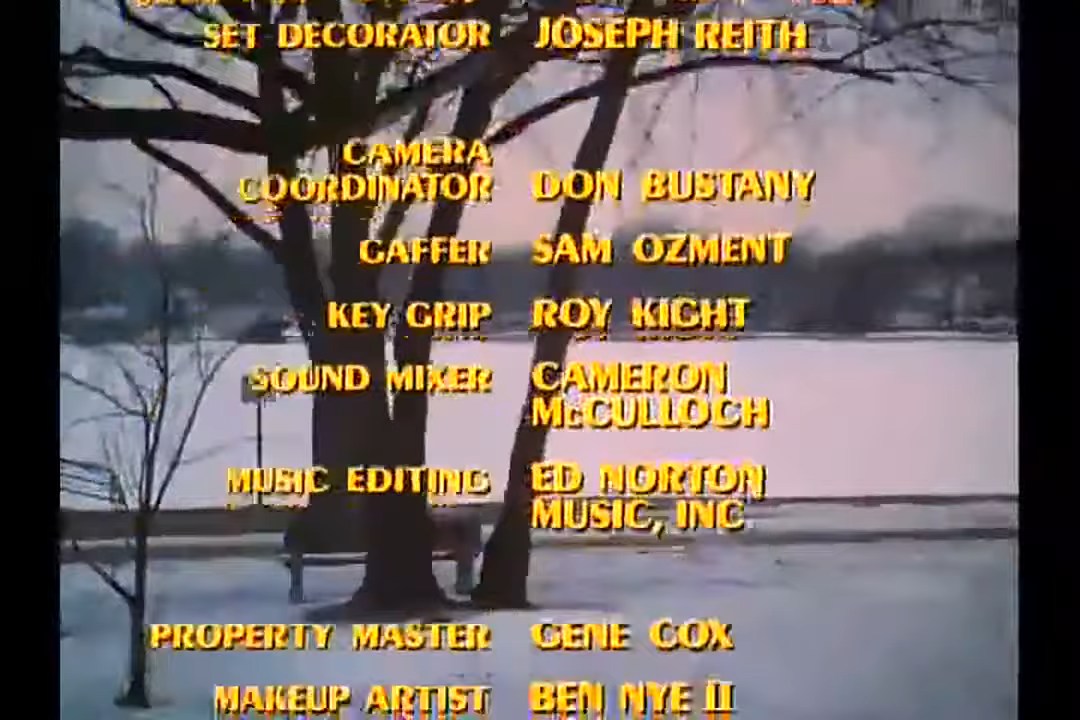 SET DECORATOR JOSEPH REITH
CAMERA
COORDINATOR DON BUSTANY
GAFFER SAM OZMENT
KEY GRIP ROY KIGHT
SOUND MIXER CAMERON
McCULLOCH
MUSIC EDITING ED NORTON
MUSIC, INC.
PROPERTY MASTER GENE COX
MAKEUP ARTIST BEN NYE II